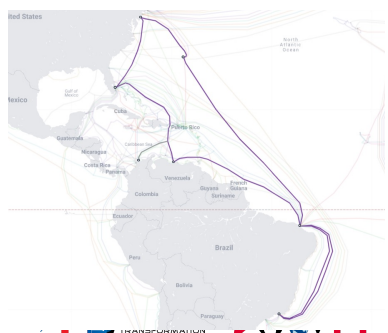 United States
North
Atlantic
Ocean
Gulf of
Mexico
Mexico
Cuba
Puerto Rico
Guatemala
Caribbean Sea
Nicaragua
Costa Rica
Panama
Venezuela
Guyana
French
Guiana
Suriname
Colombia
Ecuador
Brazil
Peru
Bolivia
Paraguay
TRANSFORMATION